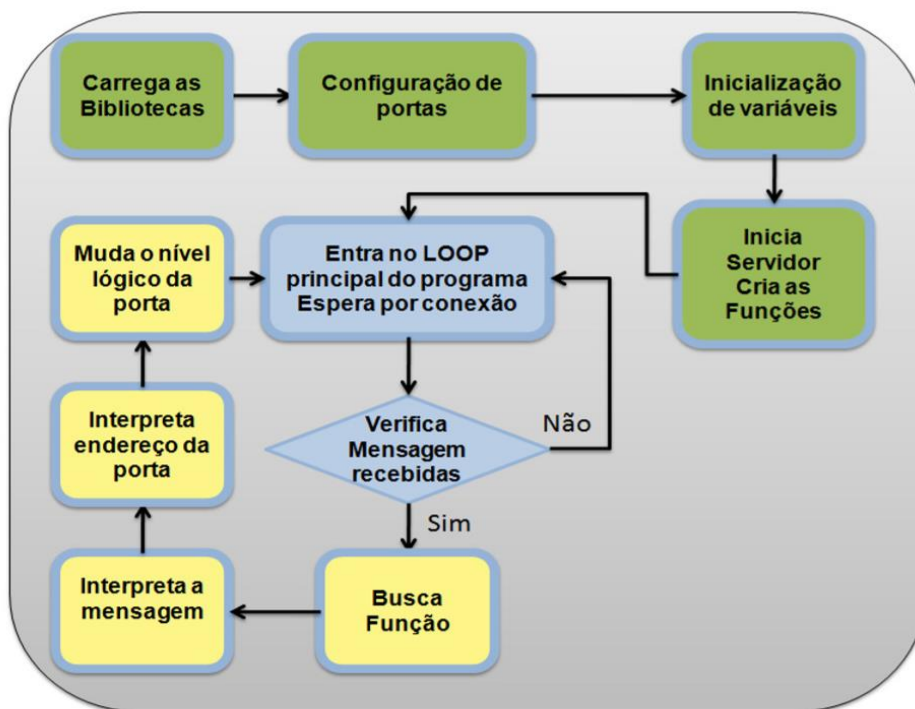 Carrega as
Bibliotecas
Configuração de
portas
Inicialização
de variáveis
Inicia
Servidor
Cria as
Funções
Entra no LOOP
principal do programa
Espera por conexão
Verifica
Mensagem
recebidas
Não
Sim
Busca
Função
Interpreta a
mensagem
Interpreta
endereço da
porta
Muda o nível
lógico da
porta